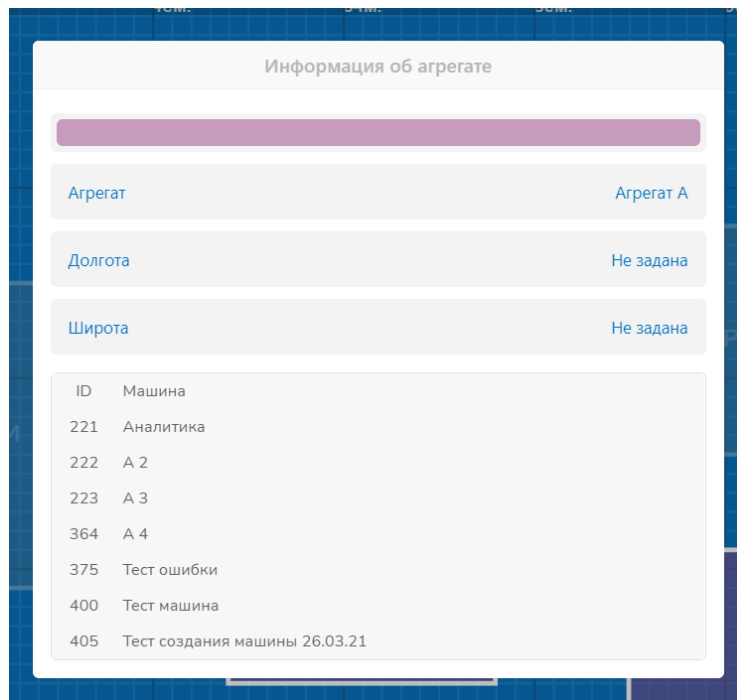 Информация об агрегате
Агрегат Агрегат А
Долгота Не задана
Широта Не задана
ID Машина
221 Аналитика
222 А 2
223 А 3
364 А 4
375 Тест ошибки
400 Тест машина
405 Тест создания машины 26.03.21